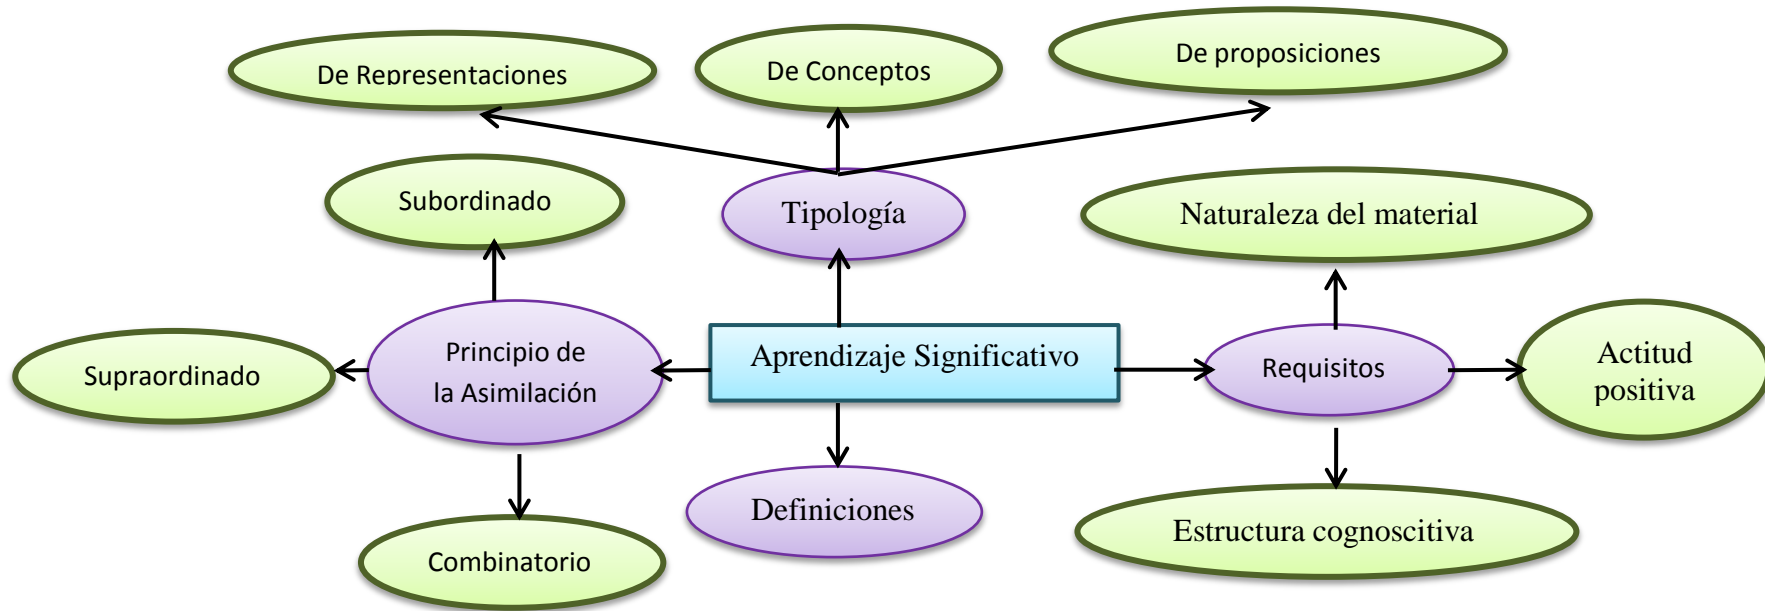 De Representaciones
De Conceptos
De proposiciones
Subordinado
Tipología
Naturaleza del material
Supraordinado
Principio de
la Asimilación
Aprendizaje Significativo
Requisitos
Actitud
positiva
Definiciones
Estructura cognoscitiva
Combinatorio